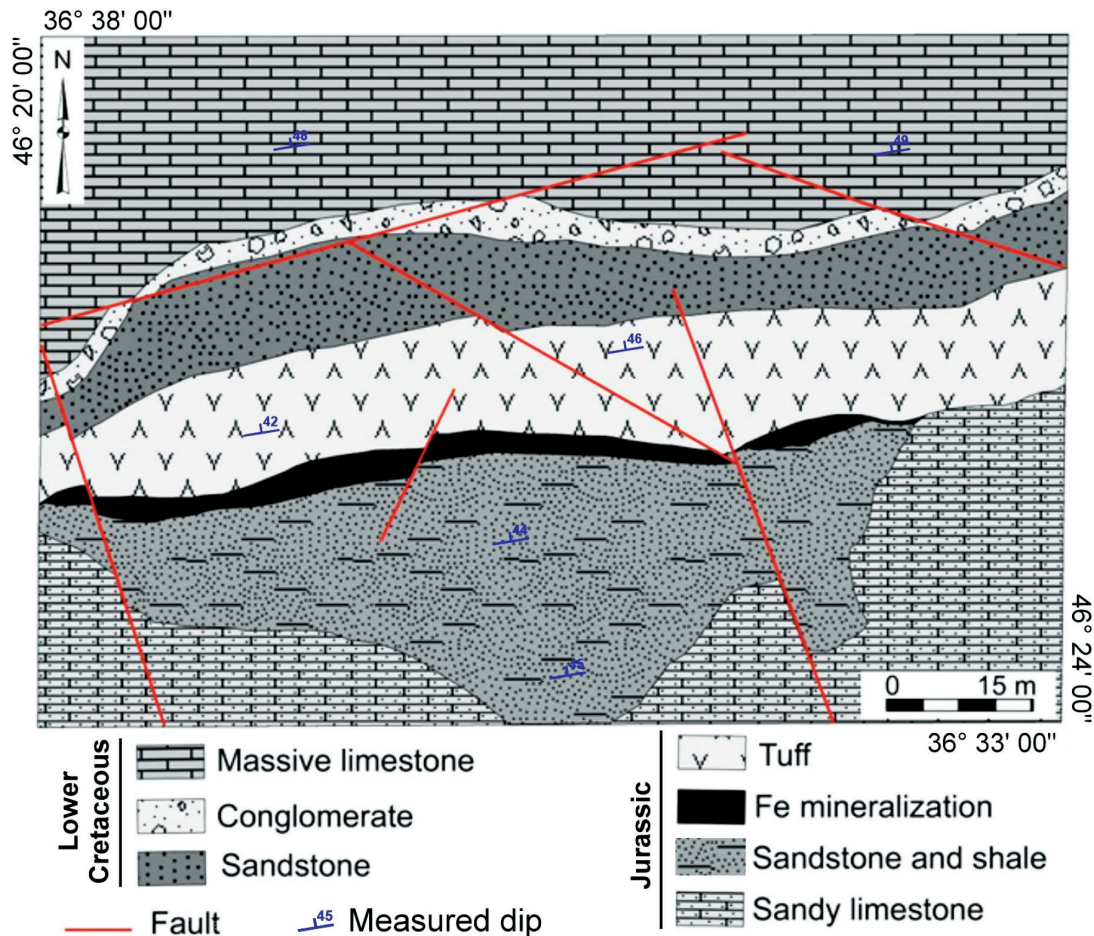 36° 38' 00"
46° 20' 00"
N
48
49
46
42
44
45
46° 24' 00"
0 15 m
36° 33' 00"
Lower Cretaceous
Massive limestone
Conglomerate
Sandstone
Fault
45 Measured dip
Jurassic
Tuff
Fe mineralization
Sandstone and shale
Sandy limestone